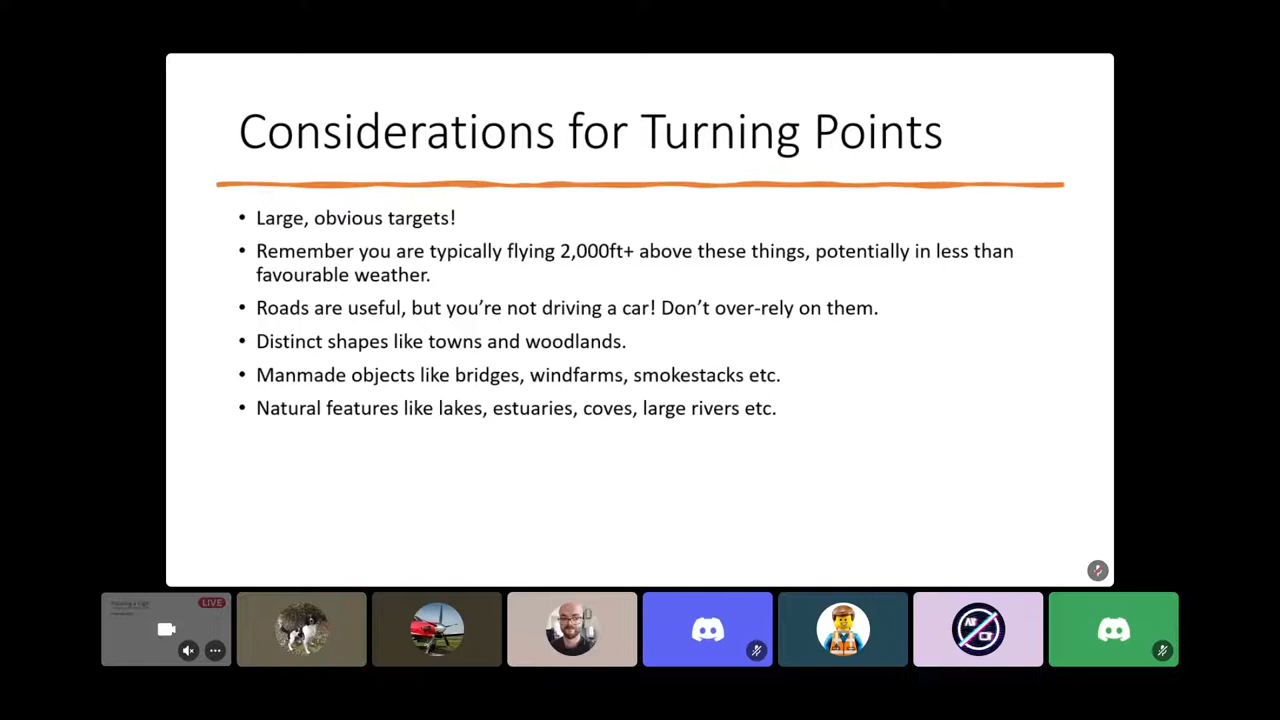 Considerations for Turning Points
• Large, obvious targets!
• Remember you are typically flying 2,000ft+ above these things, potentially in less than
favourable weather.
• Roads are useful, but you’re not driving a car! Don’t over-rely on them.
• Distinct shapes like towns and woodlands.
• Manmade objects like bridges, windfarms, smokestacks etc.
• Natural features like lakes, estuaries, coves, large rivers etc.
LIVE